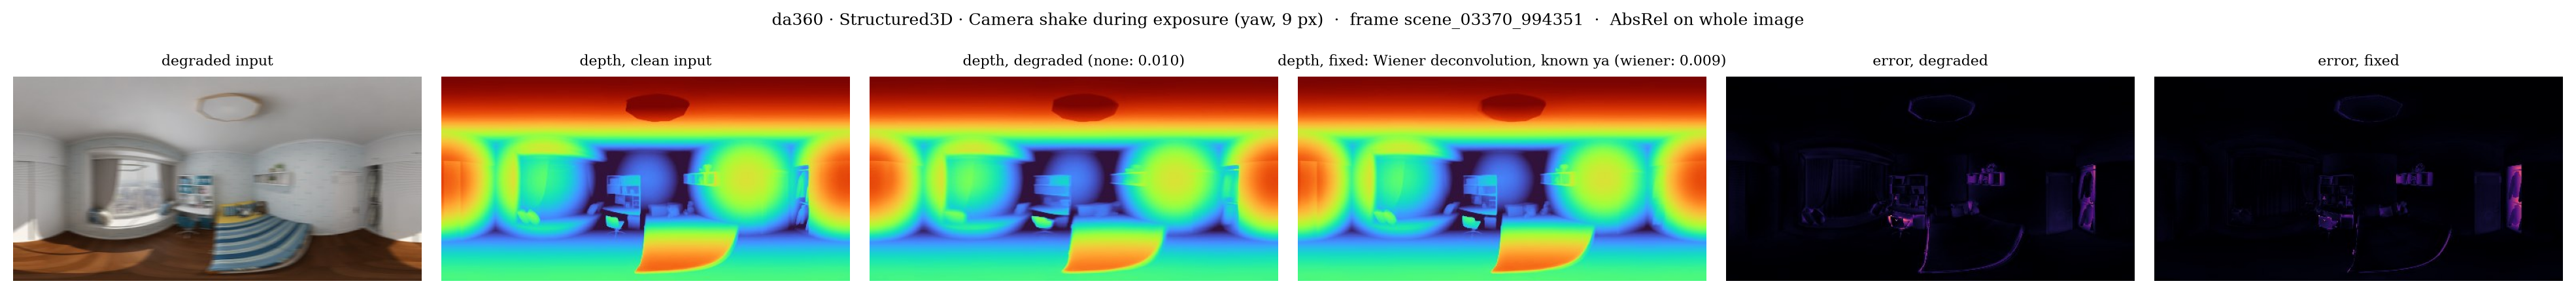 da360 · Structured3D · Camera shake during exposure (yaw, 9 px)  ·  frame scene_03370_994351  ·  AbsRel on whole image
degraded input
depth, clean input
depth, degraded (none: 0.010)
depth, fixed: Wiener deconvolution, known ya (wiener: 0.009)
error, degraded
error, fixed